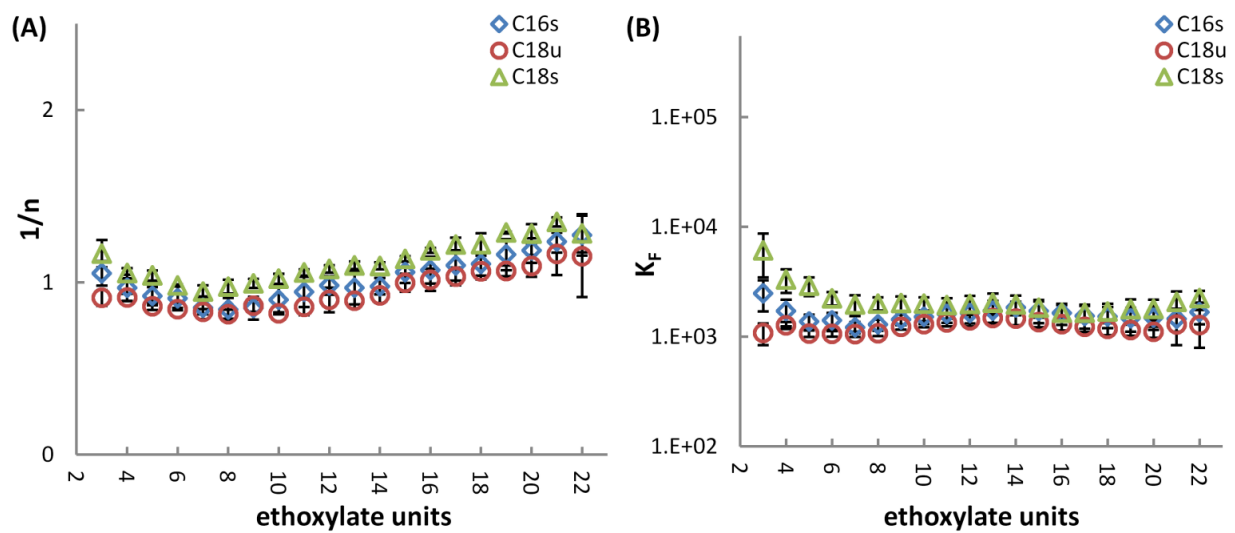 (A)
C16s
C18u
C18s
2
1
0
1/n
2 4 6 8 10 12 14 16 18 20 22
ethoxylate units
(B)
C16s
C18u
C18s
1.E+05
1.E+04
1.E+03
1.E+02
KF
2 4 6 8 10 12 14 16 18 20 22
ethoxylate units